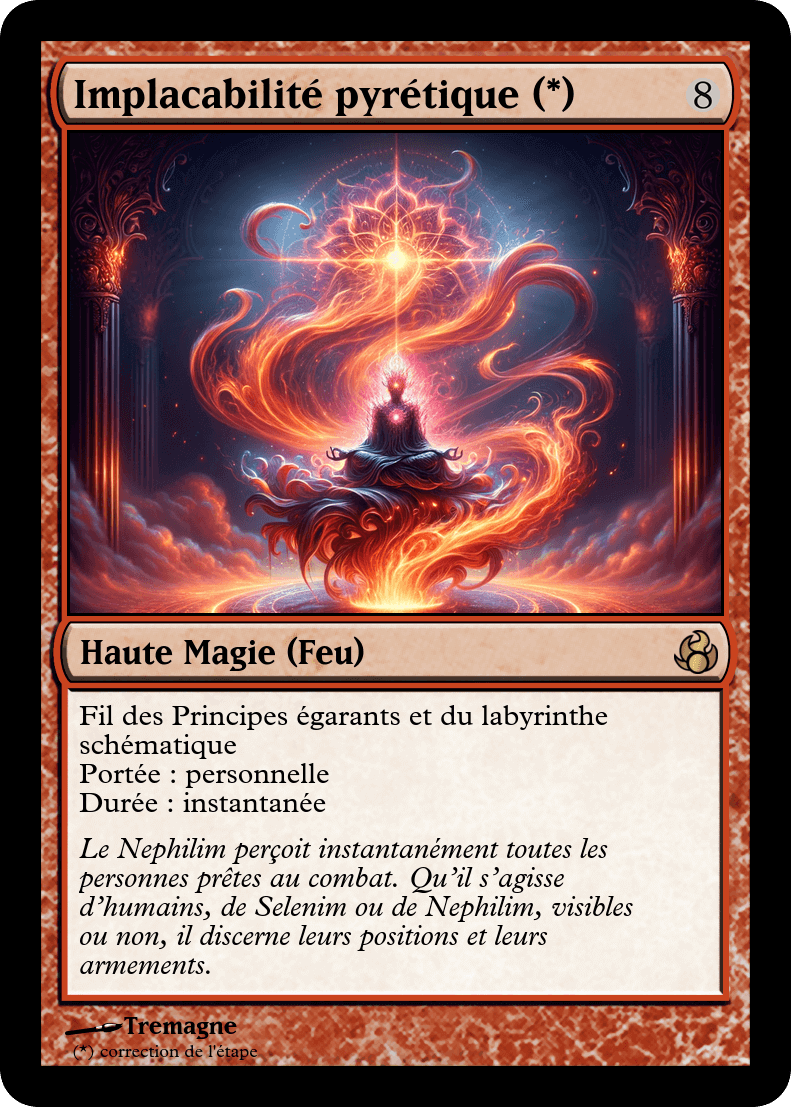 Implacabilité pyrétique (*) 8
Haute Magie (Feu)
Fil des Principes égarants et du labyrinthe
schématique
Portée : personnelle
Durée : instantanée
Le Nephilim perçoit instantanément toutes les
personnes prêtes au combat. Qu'il s'agisse
d'humains, de Selenim ou de Nephilim, visibles
ou non, il discerne leurs positions et leurs
armements.
Tremagne
(*) correction de l'étape